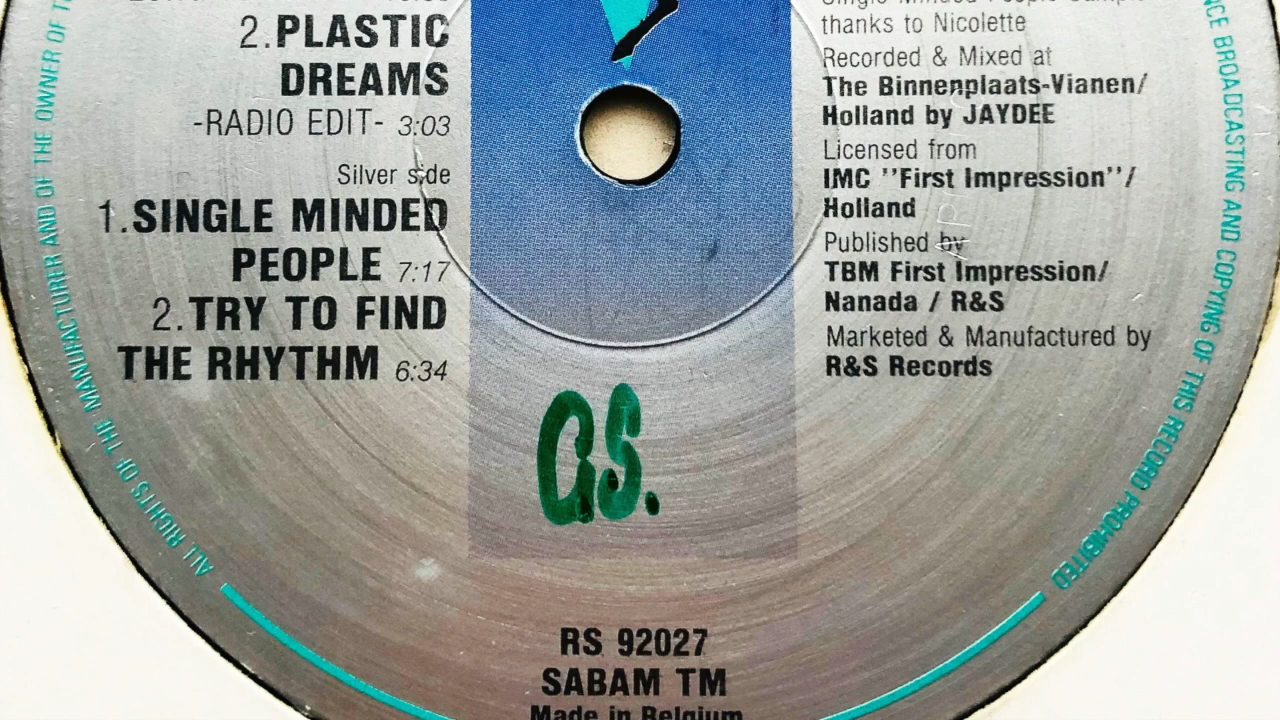 2.PLASTIC
DREAMS
-RADIO EDIT- 3:03
Silver side
1.SINGLE MINDED
PEOPLE 7:17
2.TRY TO FIND
THE RHYTHM 6:34
thanks to Nicolette
Recorded & Mixed at
The Binnenplaats-Vianen/
Holland by JAYDEE
Licensed from
IMC "First Impression"/
Holland
Published by
TBM First Impression/
Nanada / R&S
Marketed & Manufactured by
R&S Records
GS.
RS 92027
SABAM TM
Made in Belgium
ALL RIGHTS OF THE MANUFACTURER AND OF THE OWNER OF
BROADCASTING AND COPYING OF THIS RECORD PROHIBITED